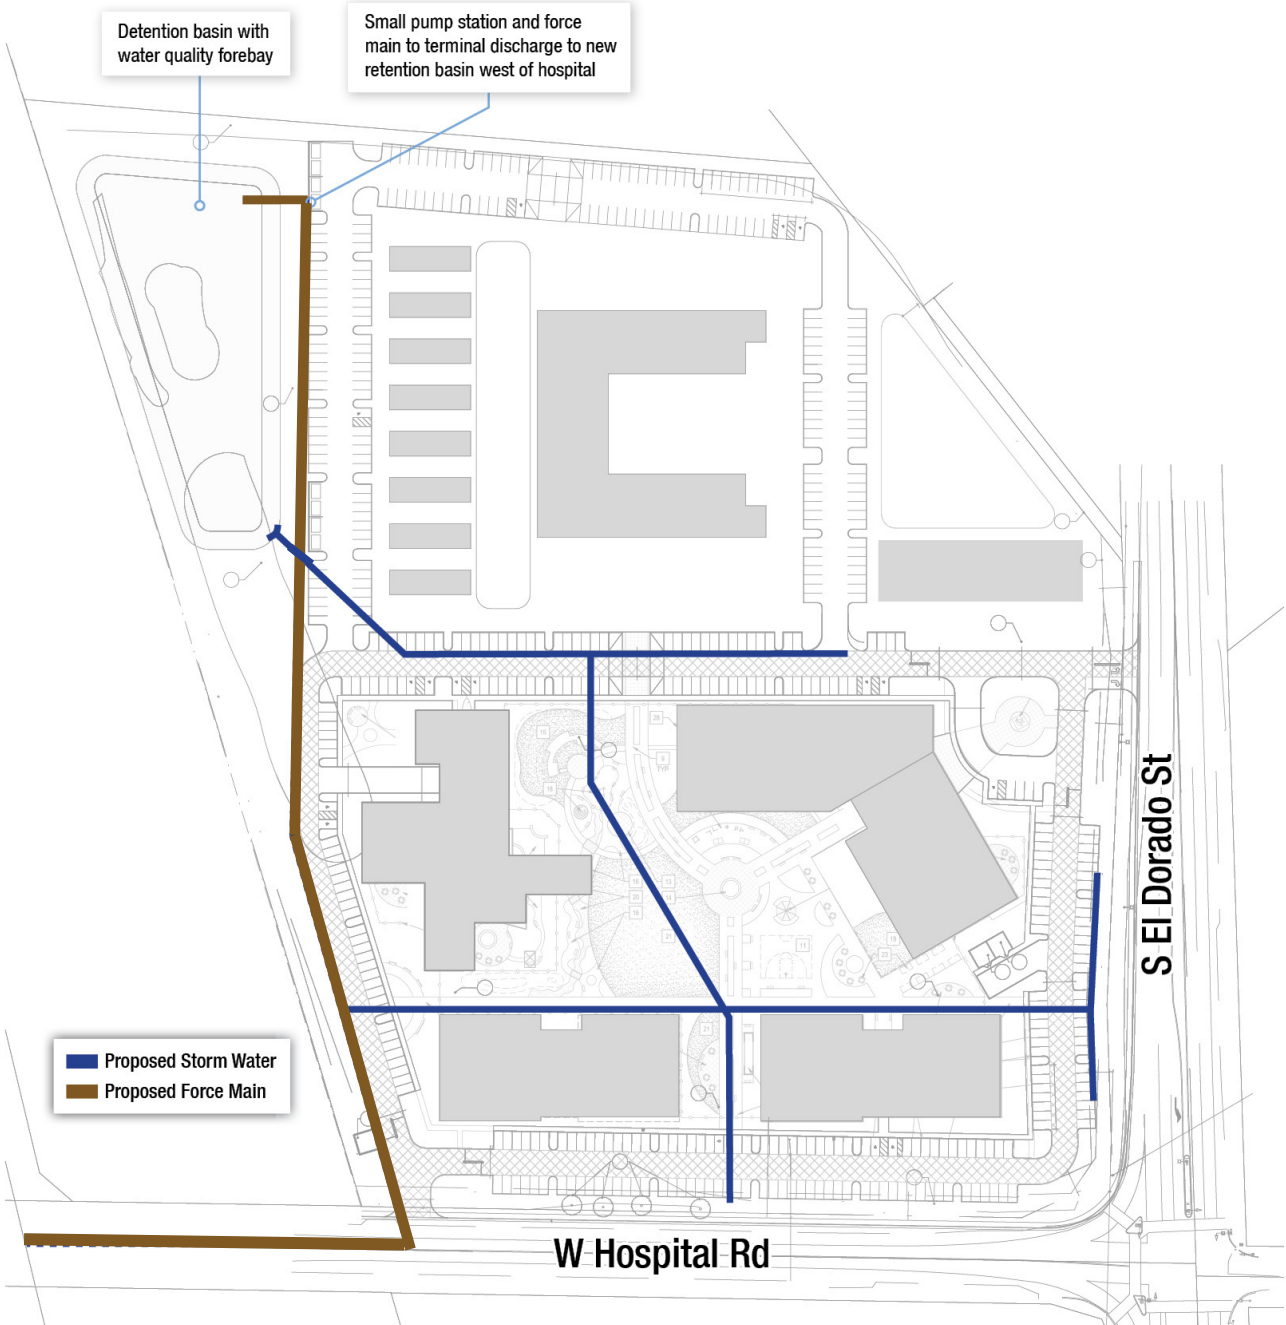 Detention basin with
water quality forebay
Small pump station and force
main to terminal discharge to new
retention basin west of hospital
S El Dorado St
Proposed Storm Water
Proposed Force Main
W Hospital Rd